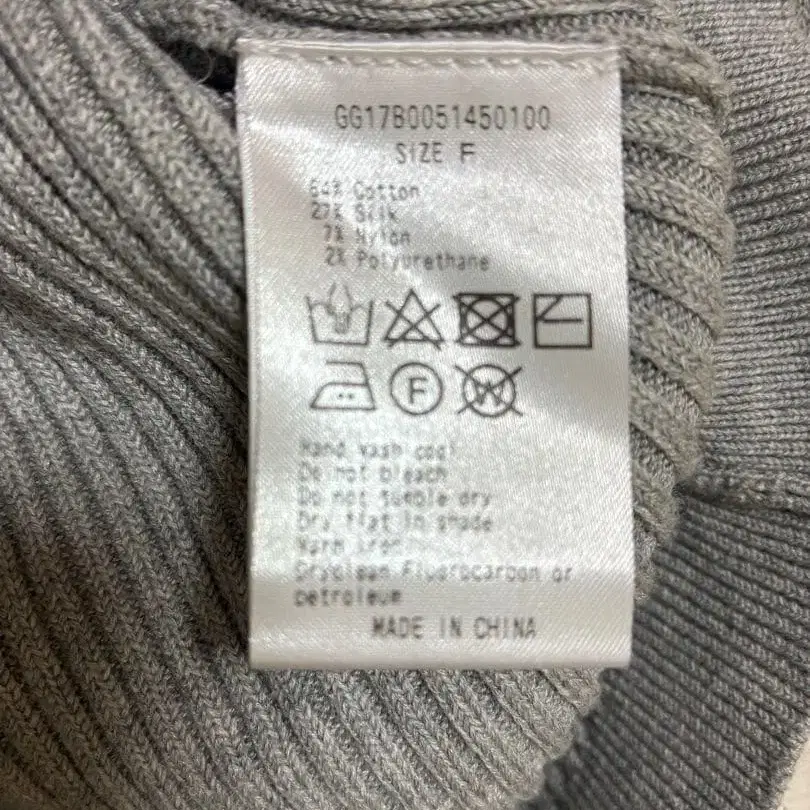 GG17B0051450100
SIZE F
64% Cotton
27% Silk
7% Nylon
2% Polyurethane
F
W
Hand wash cool
Do not bleach
Do not tumble dry
Dry flat in shade
Warm iron
Dryclean Fluorocarbon or
petroleum
MADE IN CHINA